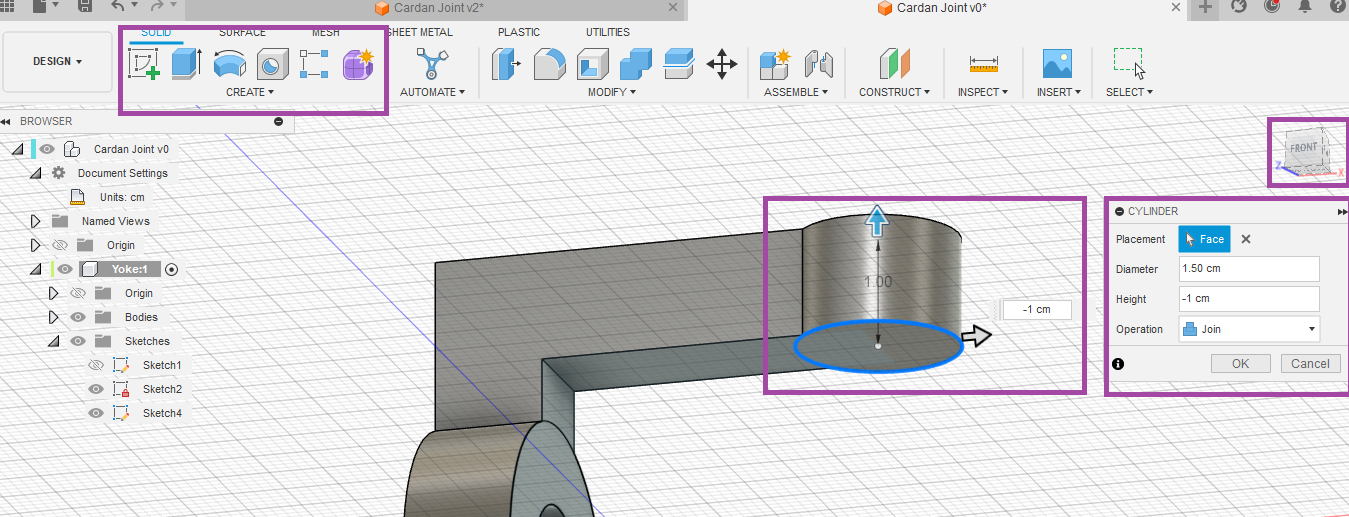 Cardan Joint v2*
Cardan Joint v0*
DESIGN
SOLID SURFACE MESH SHEET METAL PLASTIC UTILITIES
CREATE AUTOMATE MODIFY ASSEMBLE CONSTRUCT INSPECT INSERT SELECT
BROWSER
Cardan Joint v0
Document Settings
Units: cm
Named Views
Origin
Yoke:1
Origin
Bodies
Sketches
Sketch1
Sketch2
Sketch4
1.00
-1 cm
FRONT
Z X
CYLINDER
Placement Face
Diameter 1.50 cm
Height -1 cm
Operation Join
OK Cancel